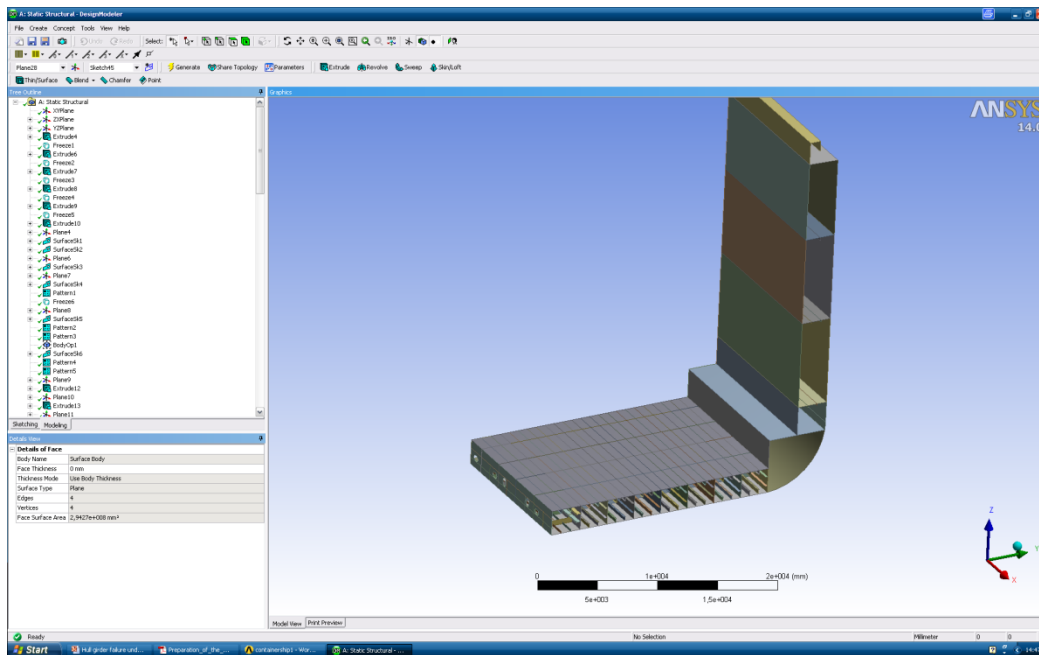 A: Static Structural - DesignModeler
File Create Concept Tools View Help
Undo Redo Select:
Plane28 Sketch45 Generate Share Topology Parameters Extrude Revolve Sweep Skin/Loft
Thin/Surface Blend Chamfer Point
Tree Outline
A: Static Structural
XYPlane
ZXPlane
YZPlane
Extrude4
Freeze1
Extrude6
Freeze2
Extrude7
Freeze3
Extrude8
Freeze4
Extrude9
Freeze5
Extrude10
Plane4
SurfaceSk1
SurfaceSk2
Plane6
SurfaceSk3
Plane7
SurfaceSk4
Pattern1
Freeze6
Plane8
SurfaceSk5
Pattern2
Pattern3
BodyOp1
SurfaceSk6
Pattern4
Pattern5
Plane9
Extrude12
Plane10
Extrude13
Plane11
Sketching Modeling
Details View
Details of Face
Body Name Surface Body
Face Thickness 0 mm
Thickness Mode Use Body Thickness
Surface Type Plane
Edges 4
Vertices 4
Face Surface Area 2,9427e+008 mm²
Graphics
ANSYS
14.0
Z
Y
X
0 1e+004 2e+004 (mm)
5e+003 1,5e+004
Model View Print Preview
Ready No Selection Millimeter 0 0
Start Hull girder failure und... Preparation_of_the_... containership1 - Wor... A: Static Structural - ...